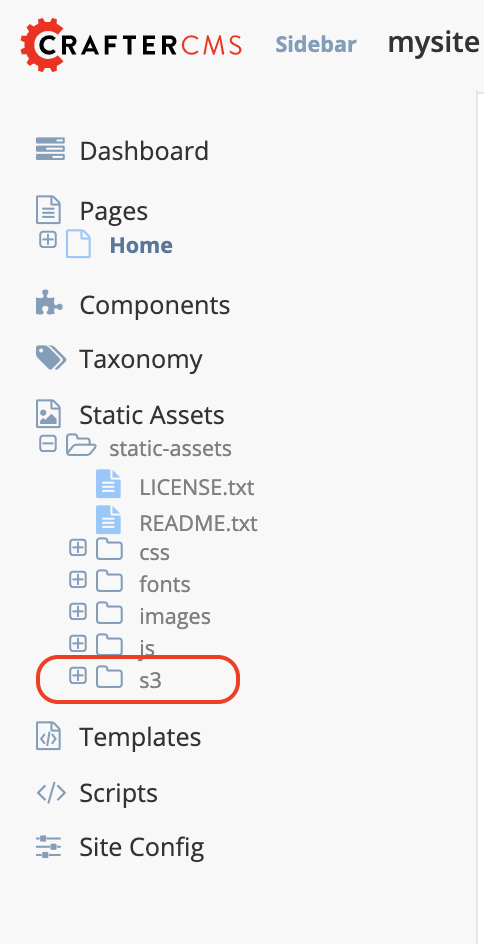 CRAFTERCMS Sidebar mysite
Dashboard
Pages
Home
Components
Taxonomy
Static Assets
static-assets
LICENSE.txt
README.txt
css
fonts
images
js
s3
Templates
Scripts
Site Config